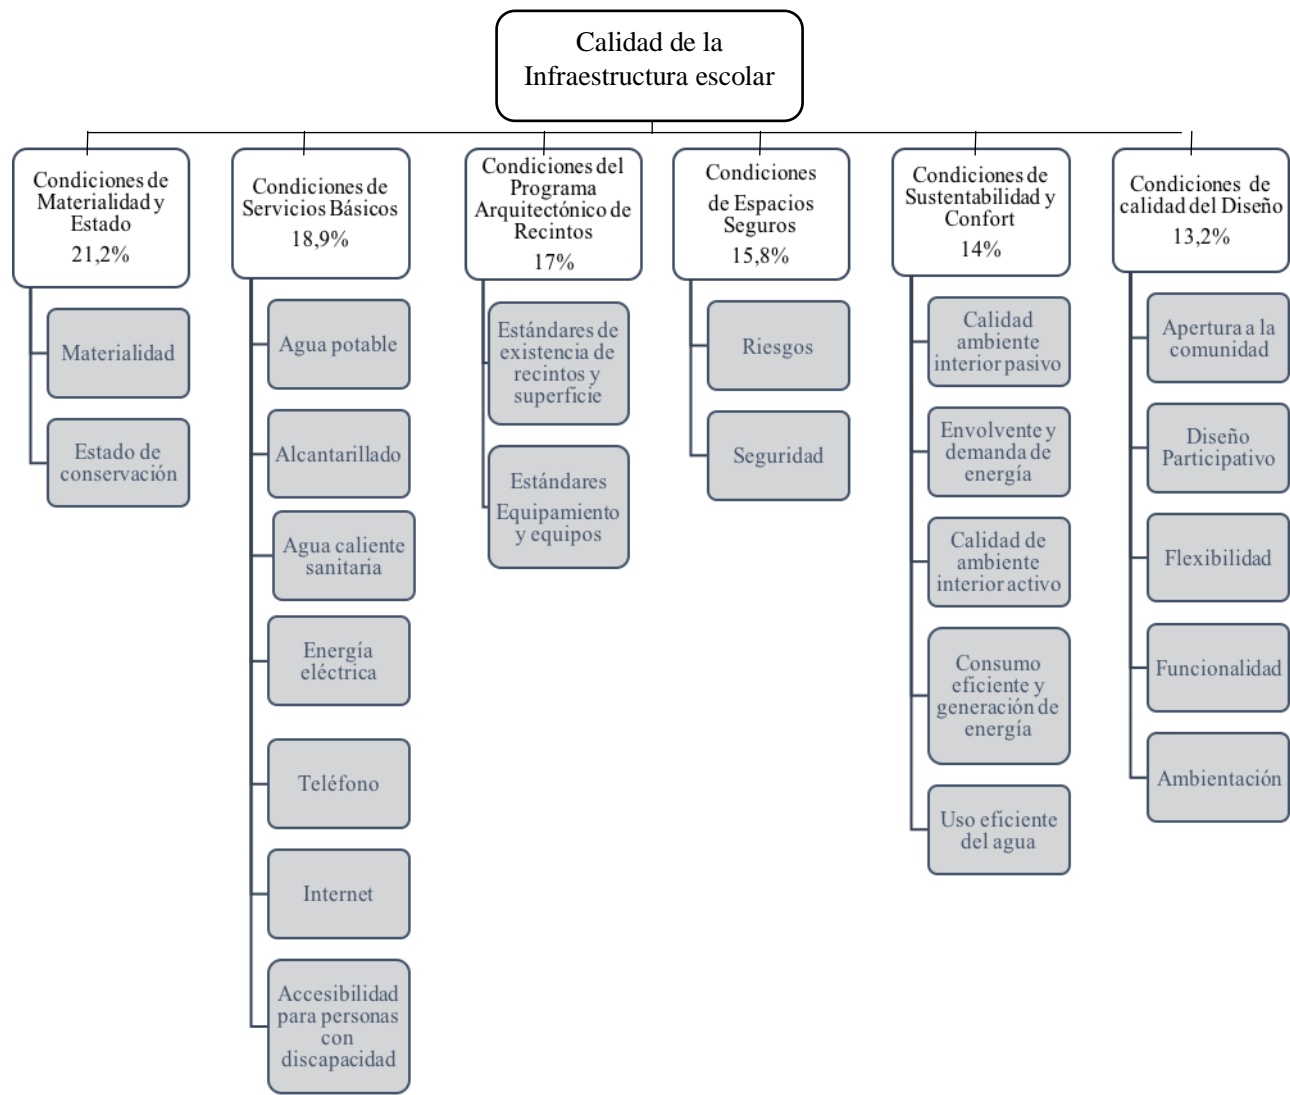 Calidad de la
Infraestructura escolar
Condiciones de
Materialidad y
Estado
21,2%
Materialidad
Estado de
conservación
Condiciones de
Servicios Básicos
18,9%
Agua potable
Alcantarillado
Agua caliente
sanitaria
Energía
eléctrica
Teléfono
Internet
Accesibilidad
para personas
con
discapacidad
Condiciones del
Programa
Arquitectónico de
Recintos
17%
Estándares de
existencia de
recintos y
superficie
Estándares
Equipamiento
y equipos
Condiciones
de Espacios
Seguros
15,8%
Riesgos
Seguridad
Condiciones de
Sustentabilidad y
Confort
14%
Calidad
ambiente
interior pasivo
Envolvente y
demanda de
energía
Calidad de
ambiente
interior activo
Consumo
eficiente y
generación de
energía
Uso eficiente
del agua
Condiciones de
calidad del Diseño
13,2%
Apertura a la
comunidad
Diseño
Participativo
Flexibilidad
Funcionalidad
Ambientación